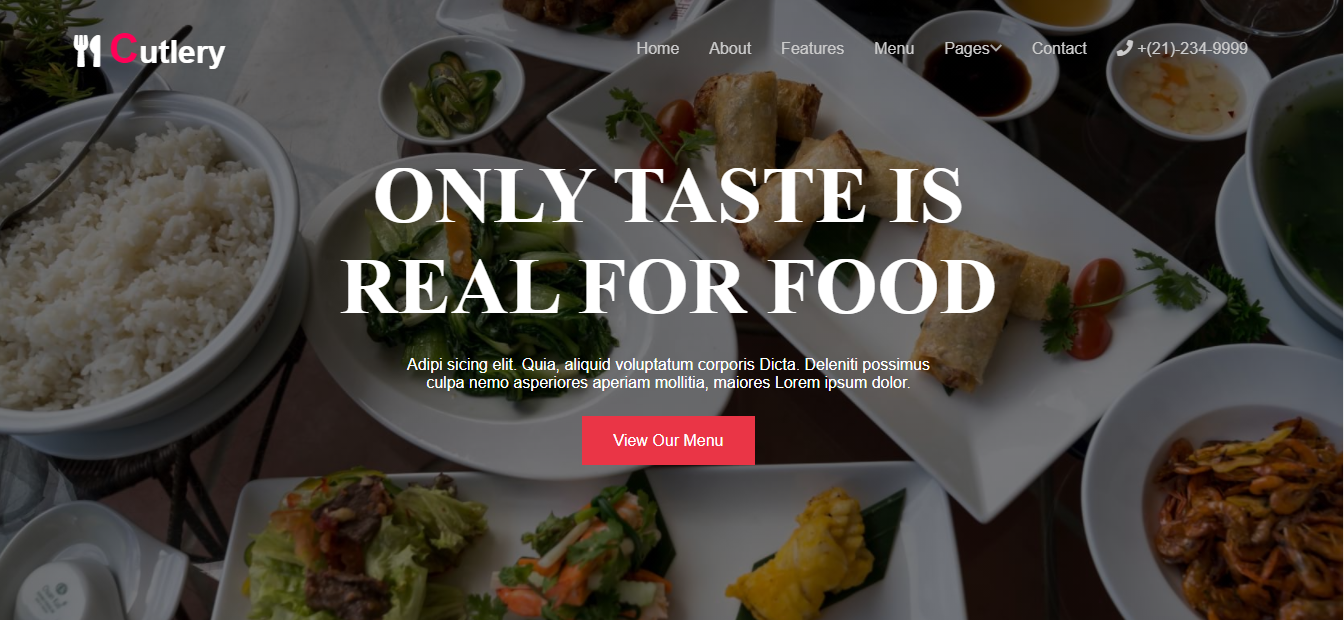 Cutlery
Home About Features Menu Pages Contact +(21)-234-9999
ONLY TASTE IS
REAL FOR FOOD
Adipi sicing elit. Quia, aliquid voluptatum corporis Dicta. Deleniti possimus
culpa nemo asperiores aperiam mollitia, maiores Lorem ipsum dolor.
View Our Menu